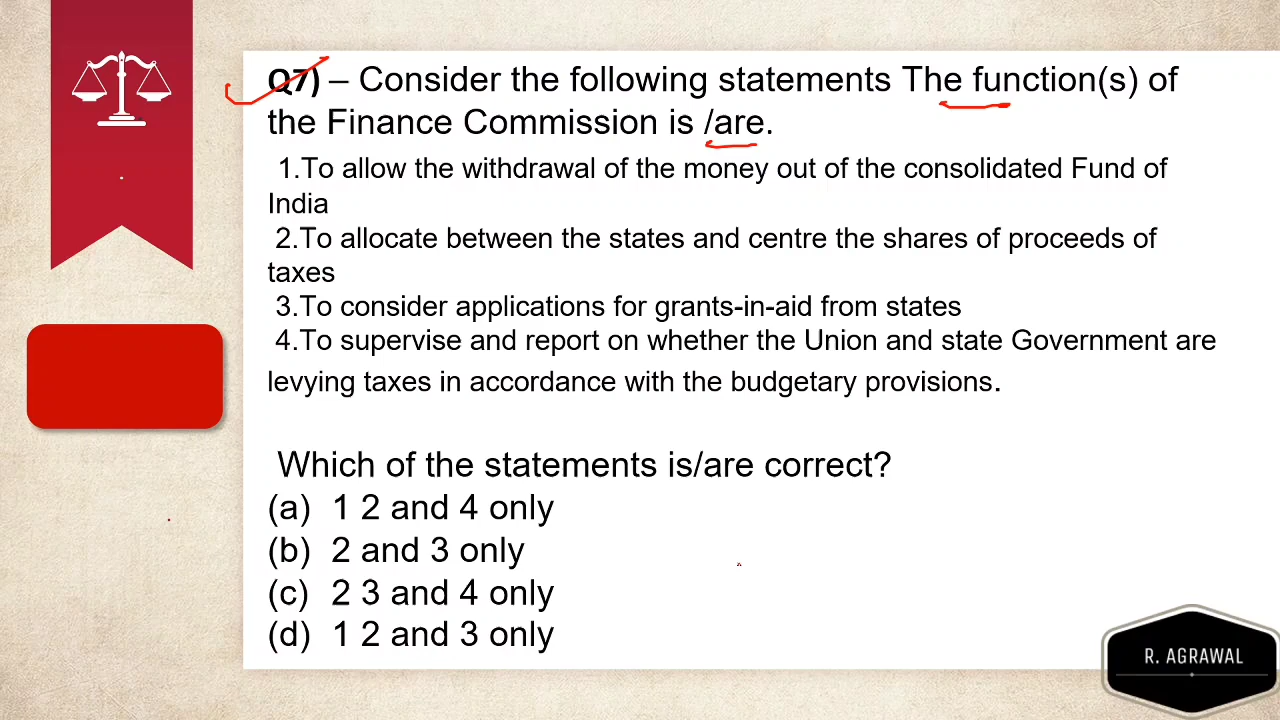 Q7) – Consider the following statements The function(s) of
the Finance Commission is /are.
1.To allow the withdrawal of the money out of the consolidated Fund of
India
2.To allocate between the states and centre the shares of proceeds of
taxes
3.To consider applications for grants-in-aid from states
4.To supervise and report on whether the Union and state Government are
levying taxes in accordance with the budgetary provisions.
Which of the statements is/are correct?
(a) 1 2 and 4 only
(b) 2 and 3 only
(c) 2 3 and 4 only
(d) 1 2 and 3 only
R. AGRAWAL